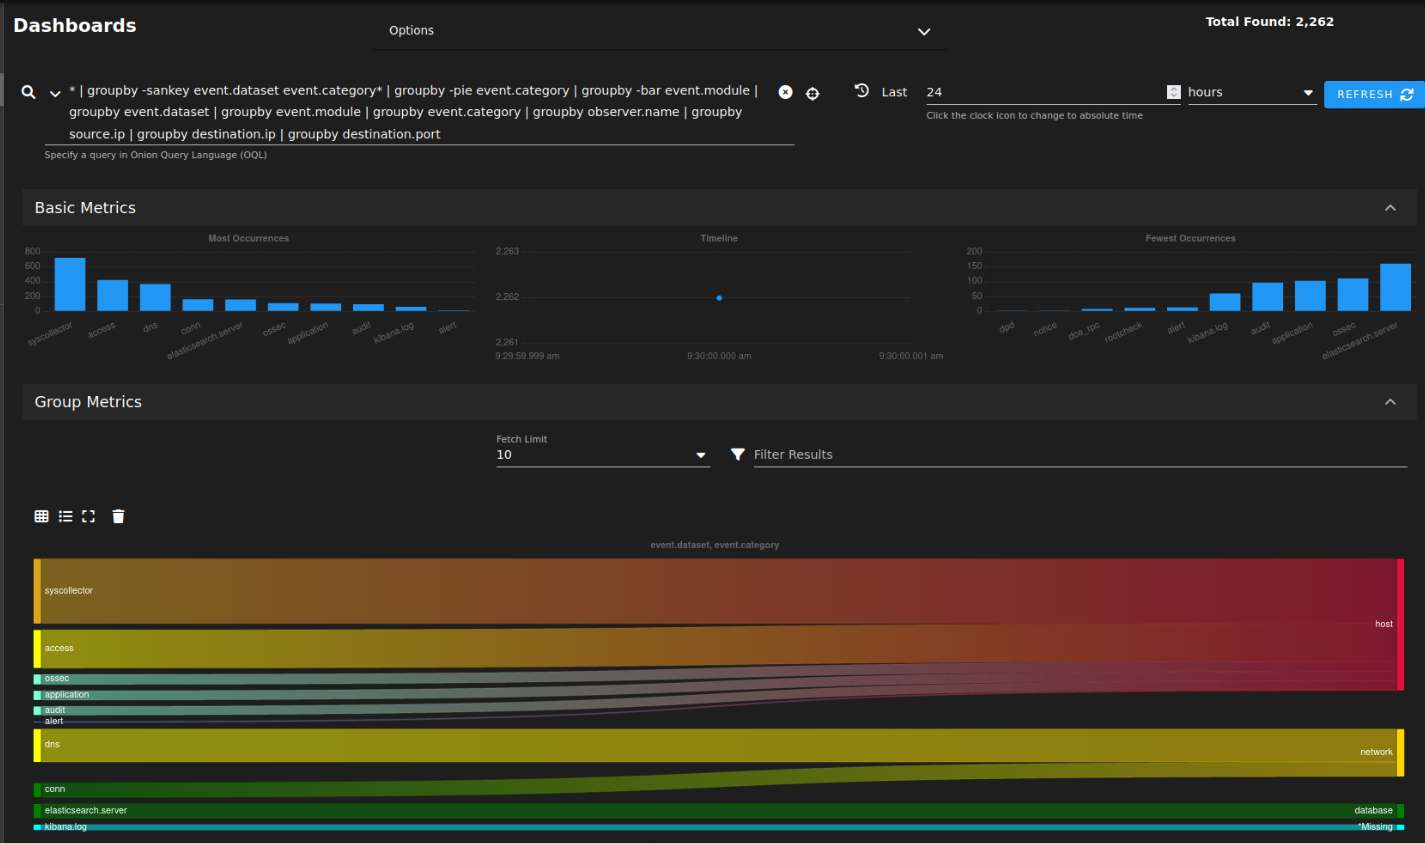 Dashboards
Options
Total Found: 2,262
* | groupby -sankey event.dataset event.category* | groupby -pie event.category | groupby -bar event.module |
groupby event.dataset | groupby event.module | groupby event.category | groupby observer.name | groupby
source.ip | groupby destination.ip | groupby destination.port
Specify a query in Onion Query Language (OQL)
Last
24
hours
REFRESH
Click the clock icon to change to absolute time
Basic Metrics
Most Occurrences
800
600
400
200
0
syscollector
access
dns
conn
elasticsearch.server
ossec
application
audit
kibana.log
alert
Timeline
2,263
2,262
2,261
9:29:59.999 am
9:30:00.000 am
9:30:00.001 am
Fewest Occurrences
200
150
100
50
0
dpd
notice
dce_rpc
rootcheck
alert
kibana.log
audit
application
ossec
elasticsearch.server
Group Metrics
Fetch Limit
10
Filter Results
event.dataset, event.category
syscollector
host
access
ossec
application
audit
alert
dns
network
conn
elasticsearch.server
database
kibana.log
*Missing